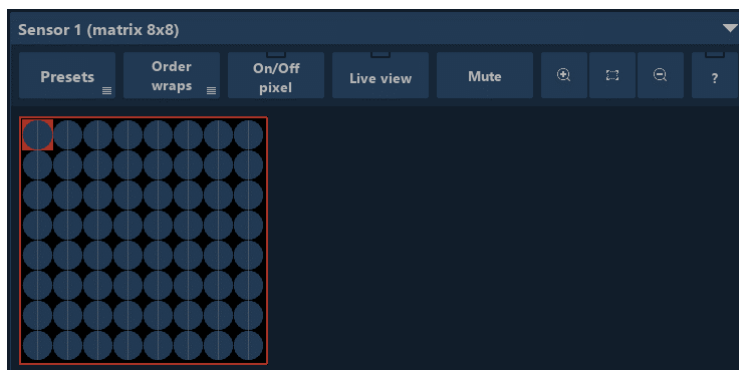 Sensor 1 (matrix 8x8)
Presets
Order
wraps
On/Off
pixel
Live view
Mute
?